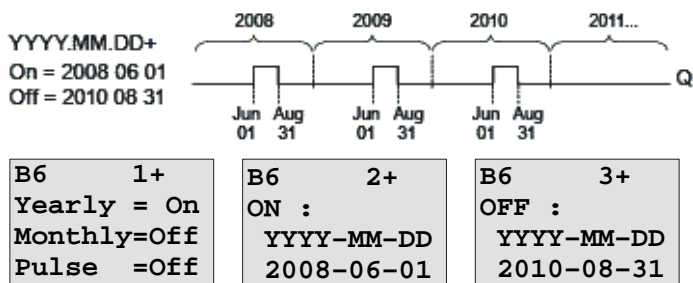 2008 2009 2010 2011...
YYYY.MM.DD+
On = 2008 06 01
Off = 2010 08 31
Q
Jun Aug Jun Aug Jun Aug
01 31 01 31 01 31
B6 1+
Yearly = On
Monthly=Off
Pulse =Off
B6 2+
ON :
YYYY-MM-DD
2008-06-01
B6 3+
OFF :
YYYY-MM-DD
2010-08-31